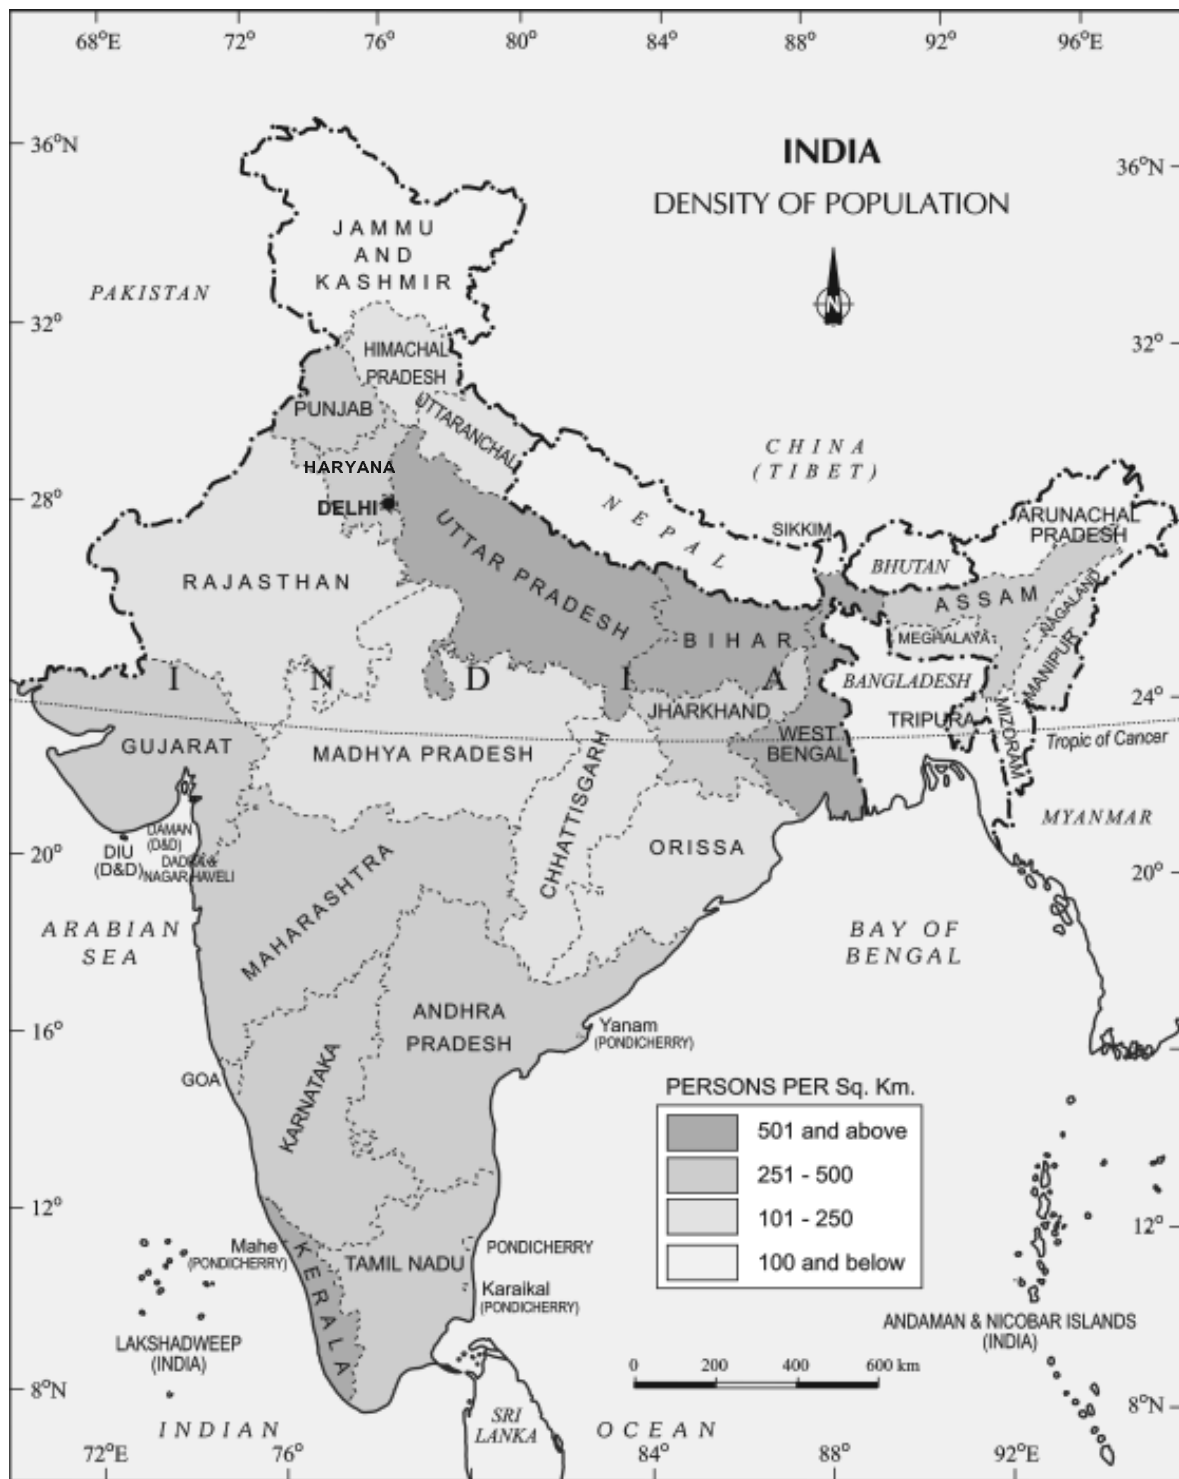 68°E 72° 76° 80° 84° 88° 92° 96°E
36°N
36°N
INDIA
DENSITY OF POPULATION
N
JAMMU
AND
KASHMIR
PAKISTAN
32°
32°
HIMACHAL
PRADESH
PUNJAB
UTTARANCHAL
CHINA
(TIBET)
HARYANA
28°
DELHI
NEPAL
SIKKIM
28°
ARUNACHAL
PRADESH
UTTAR PRADESH
BHUTAN
RAJASTHAN
ASSAM
NAGALAND
BIHAR
MEGHALAYA
MANIPUR
I N D I A
BANGLADESH
24°
24°
JHARKHAND
TRIPURA
MIZORAM
GUJARAT
MADHYA PRADESH
WEST
BENGAL
Tropic of Cancer
CHHATTISGARH
DAMAN
(D&D)
DIU
(D&D)
DADRA &
NAGAR HAVELI
ORISSA
MYANMAR
20°
20°
MAHARASHTRA
ARABIAN
SEA
BAY OF
BENGAL
ANDHRA
PRADESH
16°
Yanam
(PONDICHERRY)
GOA
KARNATAKA
PERSONS PER Sq. Km.
501 and above
251 - 500
101 - 250
100 and below
12°
12°
Mahe
(PONDICHERRY)
KERALA
TAMIL NADU
PONDICHERRY
Karaikal
(PONDICHERRY)
LAKSHADWEEP
(INDIA)
ANDAMAN & NICOBAR ISLANDS
(INDIA)
0 200 400 600 km
8°N
8°N
SRI
LANKA
INDIAN OCEAN
72°E 76° 84° 88° 92°E